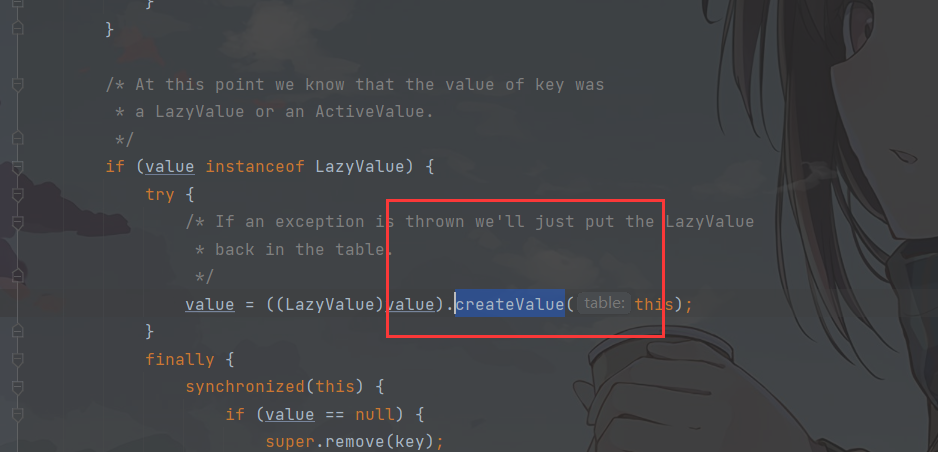 }
}
/* At this point we know that the value of key was
* a LazyValue or an ActiveValue.
*/
if (value instanceof LazyValue) {
try {
/* If an exception is thrown we'll just put the LazyValue
* back in the table.
*/
value = ((LazyValue)value).createValue( table: this);
}
finally {
synchronized(this) {
if (value == null) {
super.remove(key);